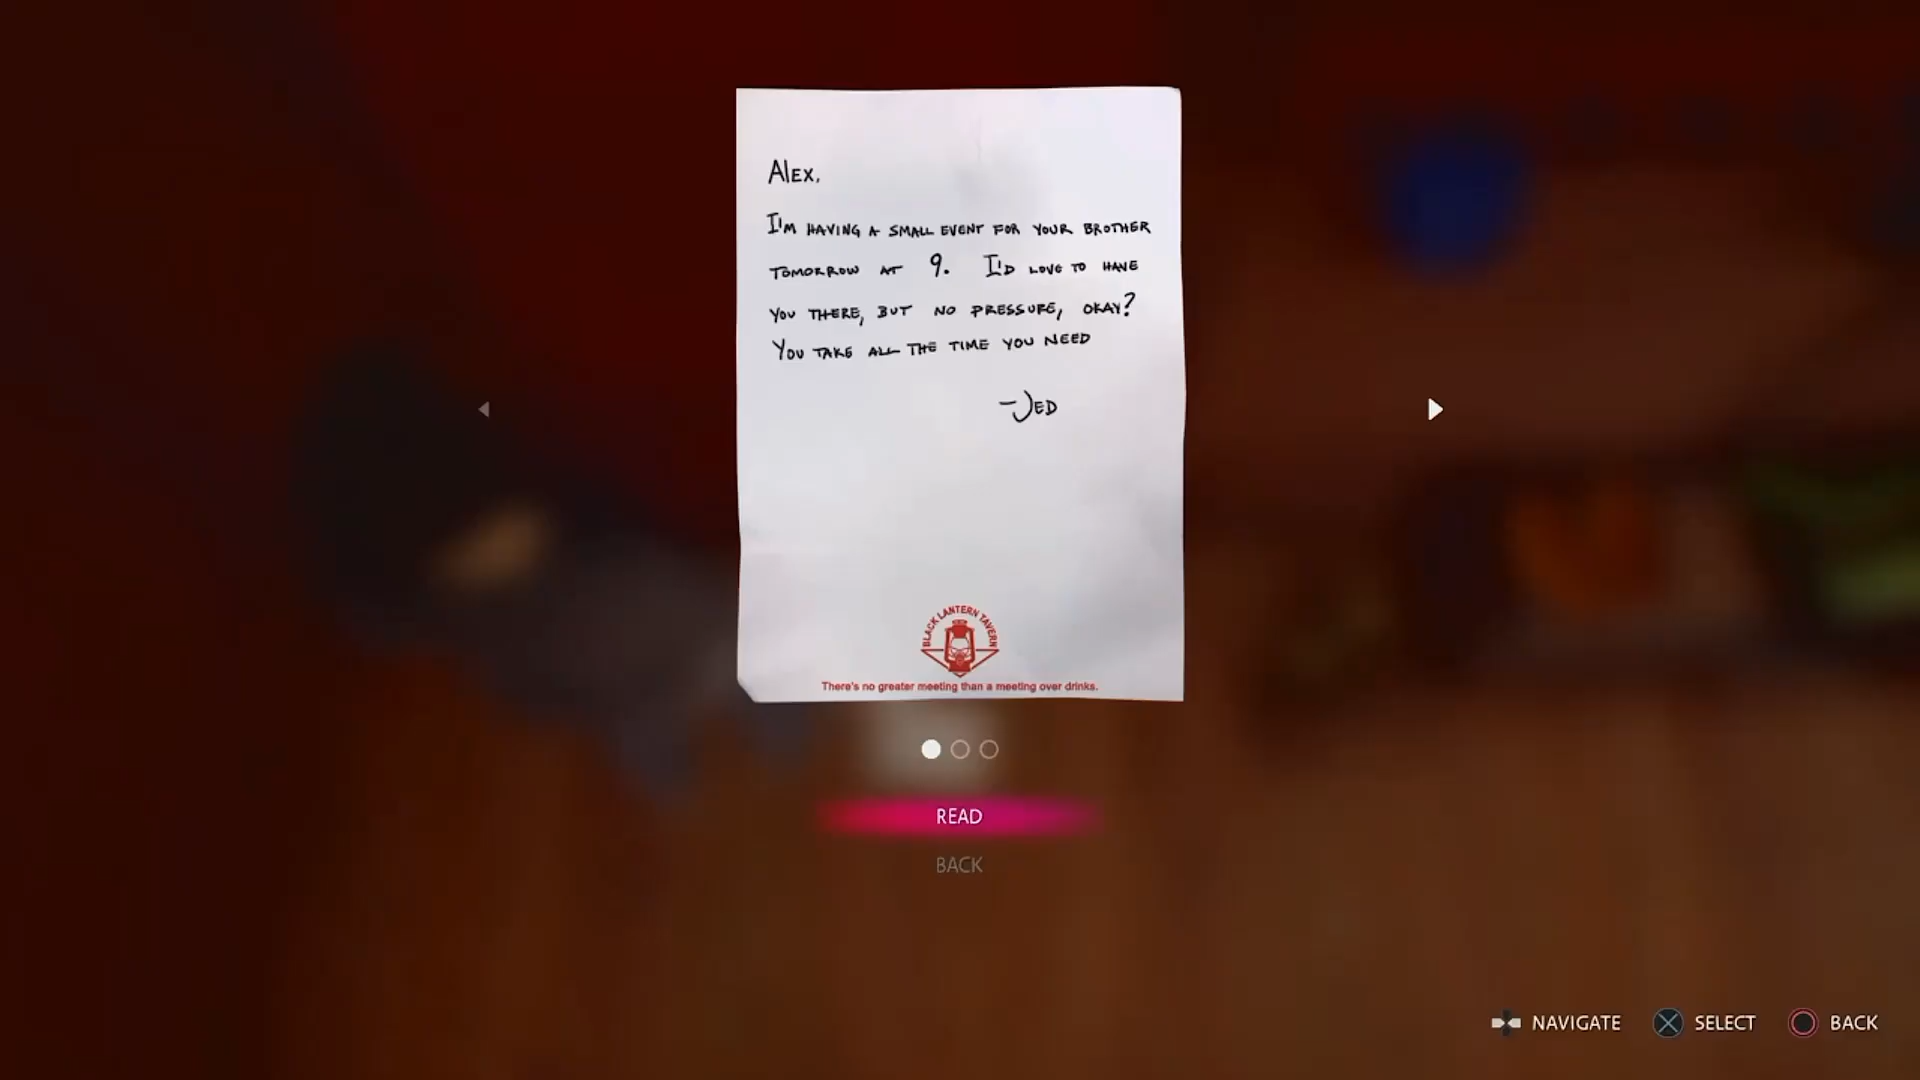 Alex,
I'm having a small event for your brother
tomorrow at 9. I'd love to have
you there, but no pressure, okay?
You take all the time you need
-Jed
BLACK LANTERN TAVERN
There's no greater meeting than a meeting over drinks.
READ
BACK
NAVIGATE SELECT BACK